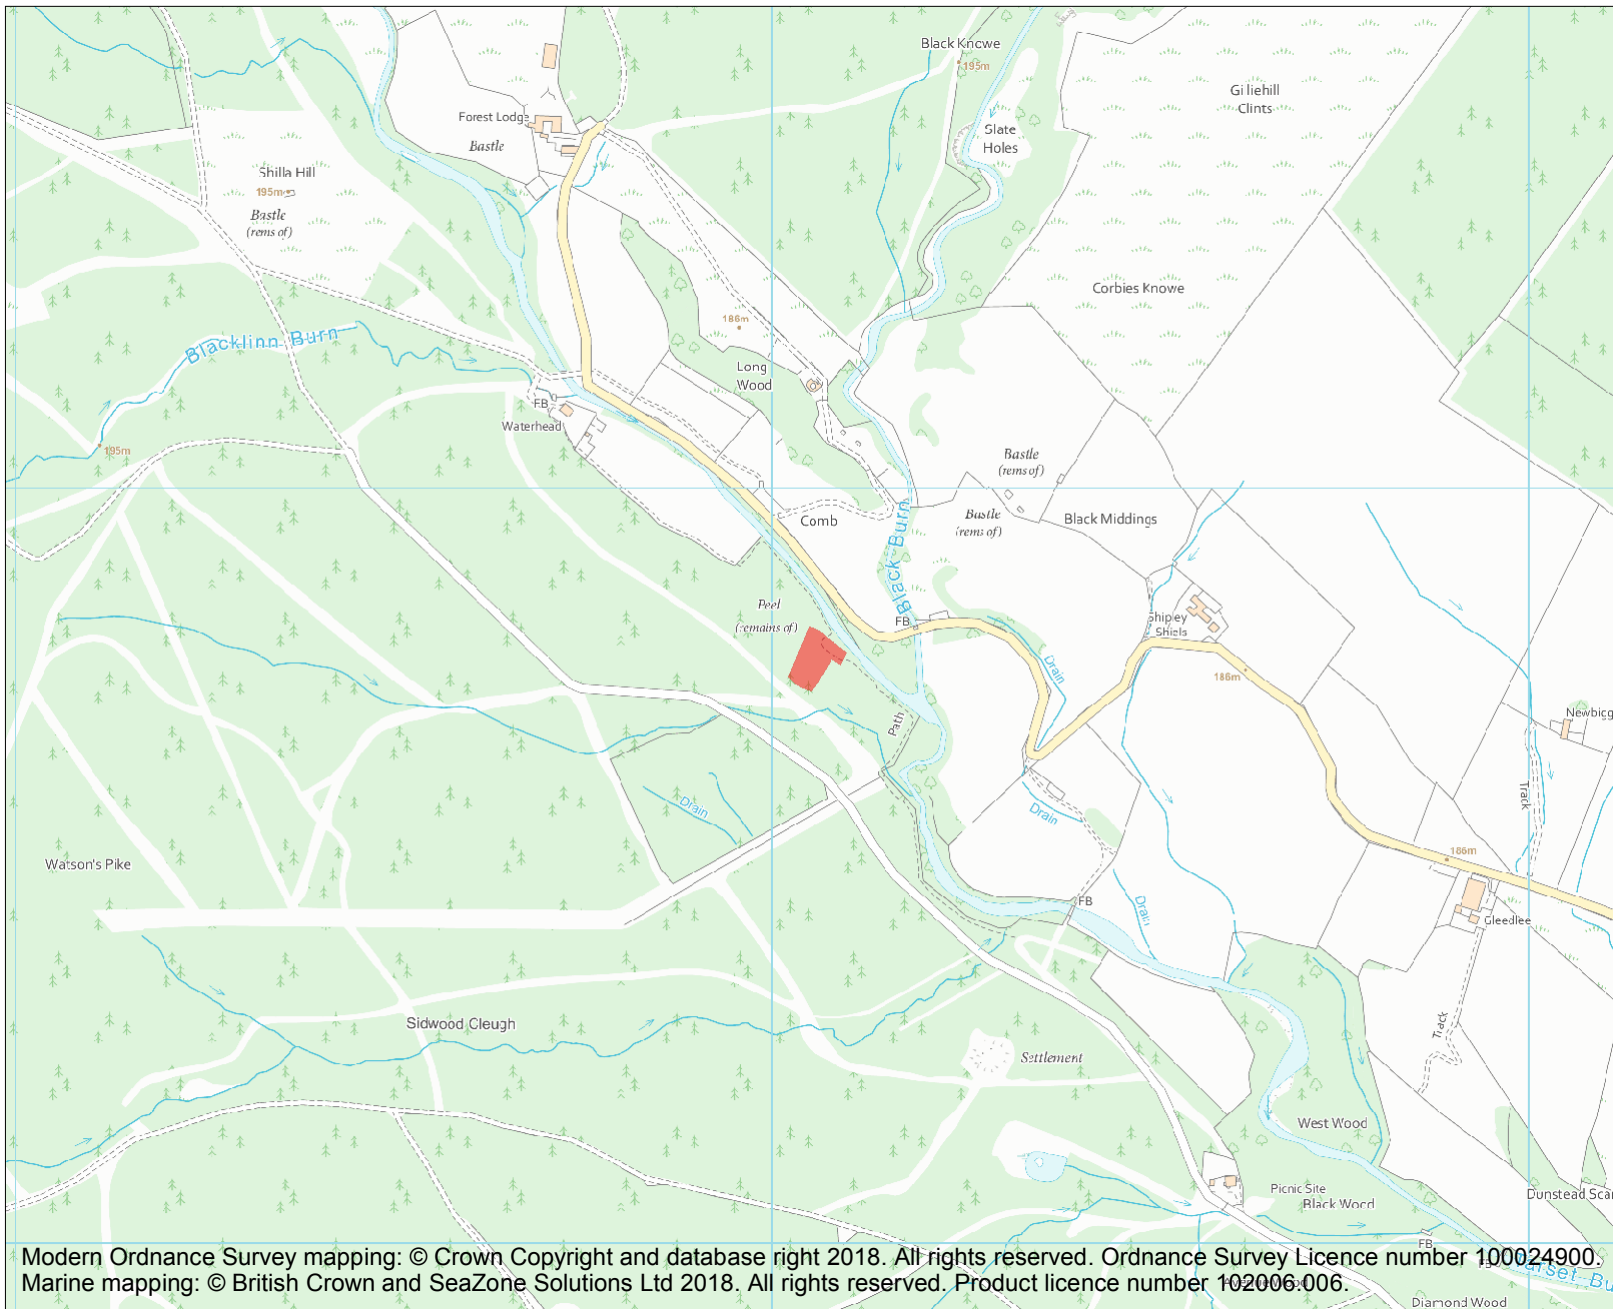 Black Knowe
195m
Gilliehill
Clints
Forest Lodge
Bastle
Slate
Holes
Shilla Hill
195m
Bastle
(rems of)
Corbies Knowe
186m
Blacklinn Burn
Long
Wood
FB
Waterhead
195m
Bastle
(rems of)
Comb
Bastle
(rems of)
Black Middings
Black Burn
Peel
(remains of)
FB
Shipley
Shiels
Drain
186m
Path
Newbigg
Track
Drain
Drain
186m
Watson's Pike
FB
Drain
Gleedlee
Sidwood Cleugh
Track
Settlement
West Wood
Picnic Site
Black Wood
Dunstead Scar
FB
Modern Ordnance Survey mapping: © Crown Copyright and database right 2018. All rights reserved. Ordnance Survey Licence number 100024900.
Marine mapping: © British Crown and SeaZone Solutions Ltd 2018. All rights reserved. Product licence number 102006.006.
Diamond Wood